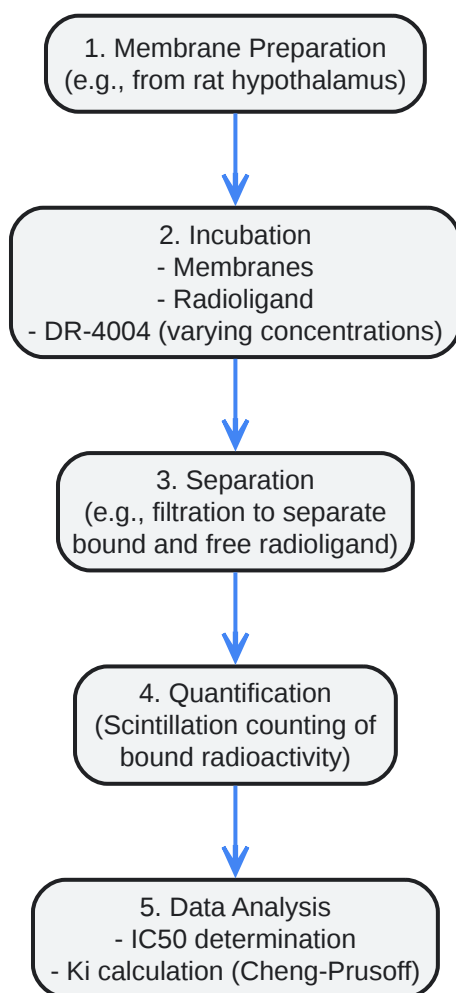 1. Membrane Preparation
(e.g., from rat hypothalamus)
2. Incubation
- Membranes
- Radioligand
- DR-4004 (varying concentrations)
3. Separation
(e.g., filtration to separate
bound and free radioligand)
4. Quantification
(Scintillation counting of
bound radioactivity)
5. Data Analysis
- IC50 determination
- Ki calculation (Cheng-Prusoff)